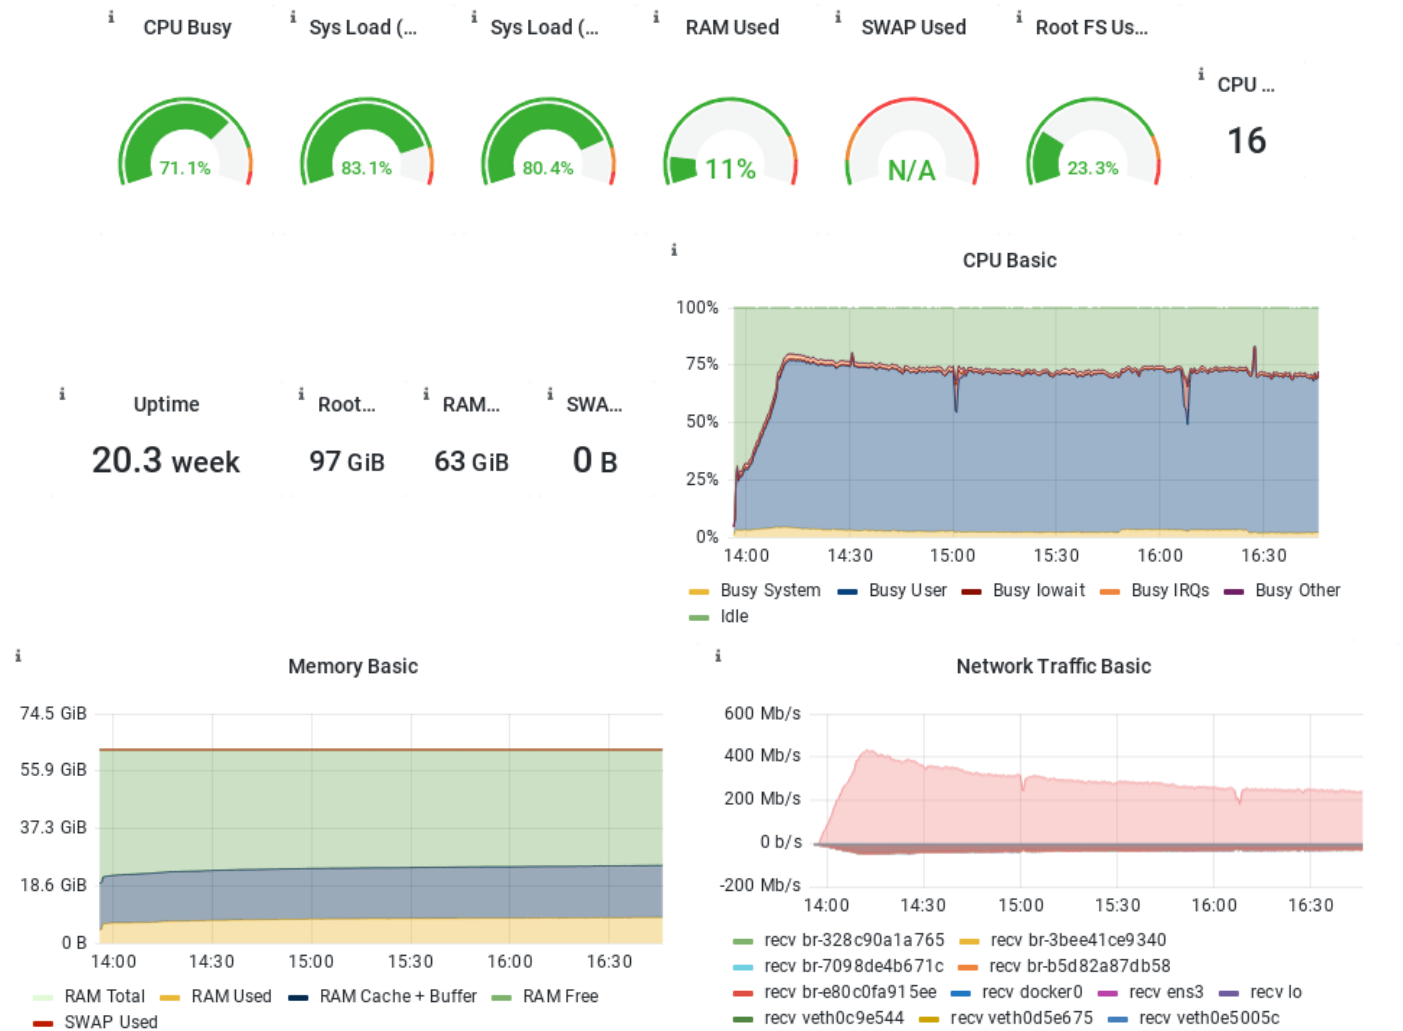 CPU Busy
Sys Load (...
Sys Load (...
RAM Used
SWAP Used
Root FS Us...
CPU ...
71.1%
83.1%
80.4%
11%
N/A
23.3%
16
Uptime
20.3 week
Root...
97 GiB
RAM...
63 GiB
SWA...
0 B
CPU Basic
100%
75%
50%
25%
0%
14:00 14:30 15:00 15:30 16:00 16:30
Busy System Busy User Busy Iowait Busy IRQs Busy Other
Idle
Memory Basic
74.5 GiB
55.9 GiB
37.3 GiB
18.6 GiB
0 B
14:00 14:30 15:00 15:30 16:00 16:30
RAM Total RAM Used RAM Cache + Buffer RAM Free
SWAP Used
Network Traffic Basic
600 Mb/s
400 Mb/s
200 Mb/s
0 b/s
-200 Mb/s
14:00 14:30 15:00 15:30 16:00 16:30
recv br-328c90a1a765 recv br-3bee41ce9340
recv br-7098de4b671c recv br-b5d82a87db58
recv br-e80c0fa915ee recv docker0 recv ens3 recv lo
recv veth0c9e544 recv veth0d5e675 recv veth0e5005c